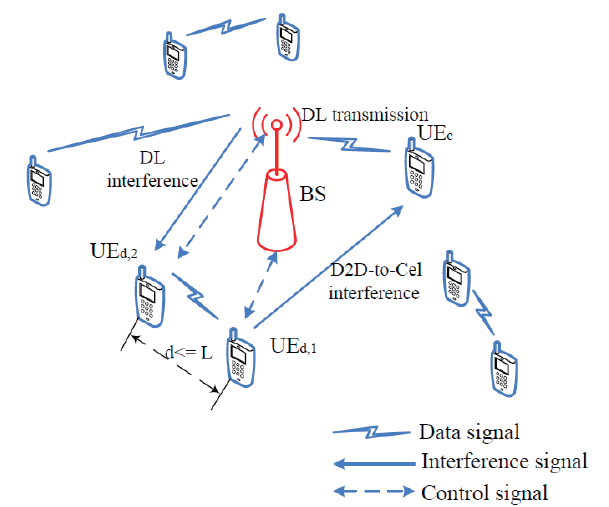 DL transmission
UEc
DL
interference
BS
UEd,2
D2D-to-Cel
interference
UEd,1
d<= L
Data signal
Interference signal
Control signal